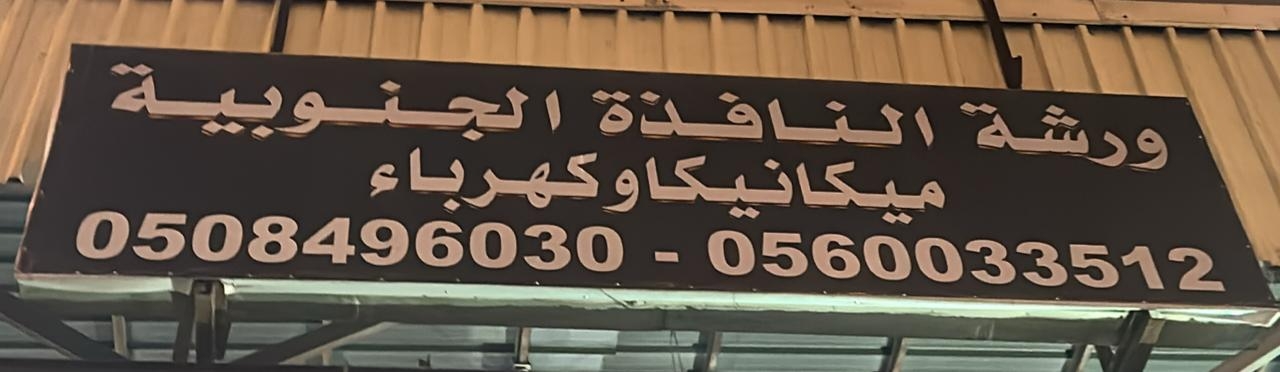 ورشة النافذة الجنوبية
ميكانيكا وكهرباء
0508496030 - 0560033512